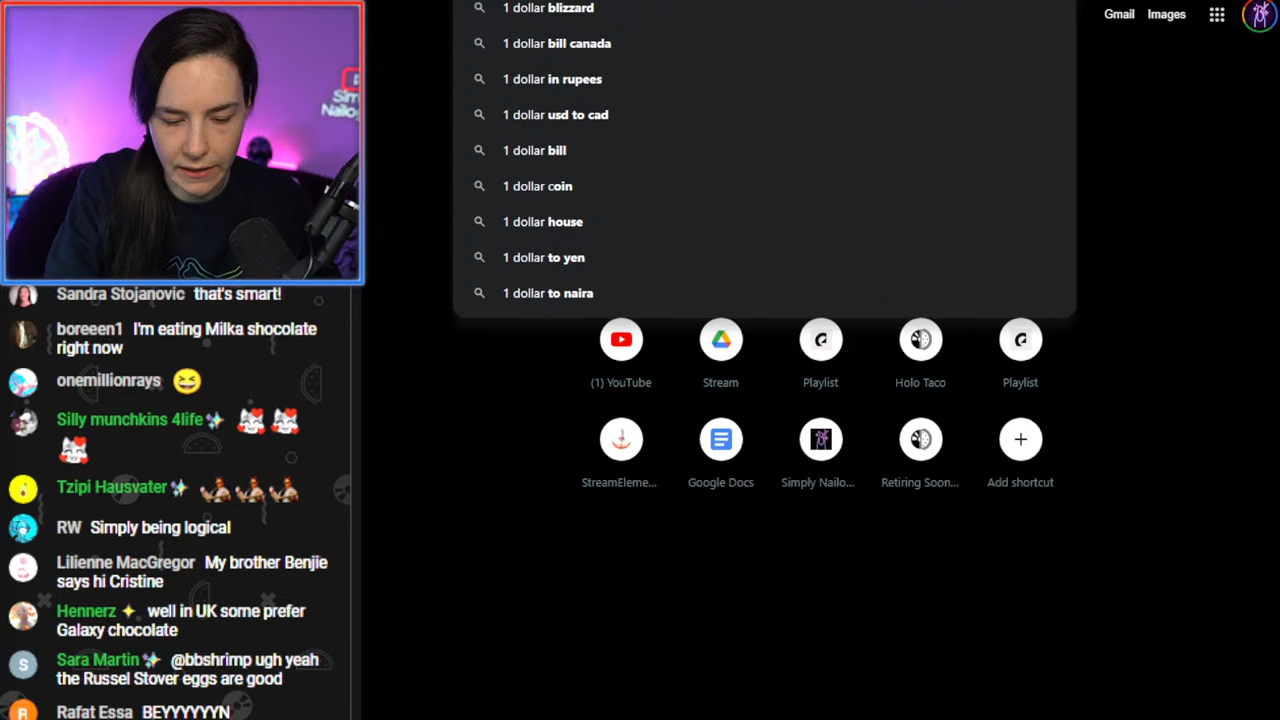 Sim
Nailog
Sandra Stojanovic that's smart!
boreeen1 I'm eating Milka shocolate
right now
onemillionrays
Silly munchkins 4life
Tzipi Hausvater
RW Simply being logical
Lilienne MacGregor My brother Benjie
says hi Cristine
Hennerz well in UK some prefer
Galaxy chocolate
S
Sara Martin @bbshrimp ugh yeah
the Russel Stover eggs are good
R
Rafat Essa BEYYYYYYN
1 dollar blizzard
1 dollar bill canada
1 dollar in rupees
1 dollar usd to cad
1 dollar bill
1 dollar coin
1 dollar house
1 dollar to yen
1 dollar to naira
Gmail Images
(1) YouTube Stream Playlist Holo Taco Playlist
StreamEleme... Google Docs Simply Nailo... Retiring Soon... Add shortcut